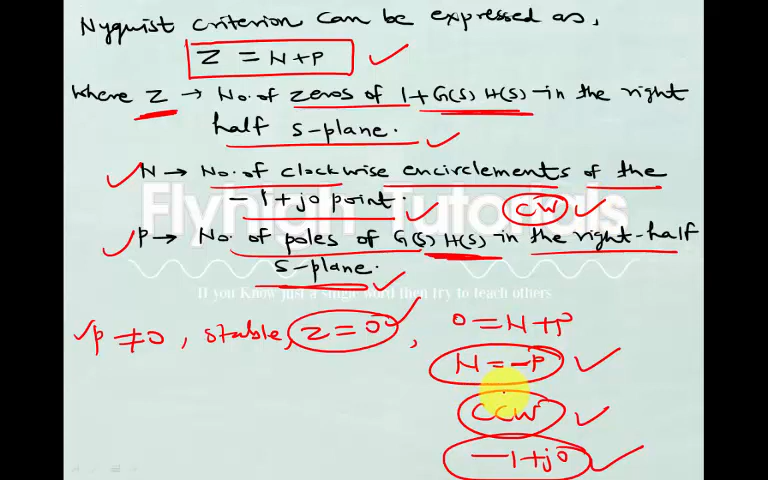 Nyquist criterion can be expressed as,
Z = N+P
Where Z → No. of zeros of 1+G(s) H(s) in the right
half s-plane.
N → No. of clockwise encirclements of the
-1+j0 point. CW
P → No. of poles of G(s) H(s) in the right-half
s-plane.
Flyhigh Tutorials
If you Know just a single word then try to teach others
P ≠ 0, stable, Z = 0, 0 = N+P
N = -P
CCW
-1+j0